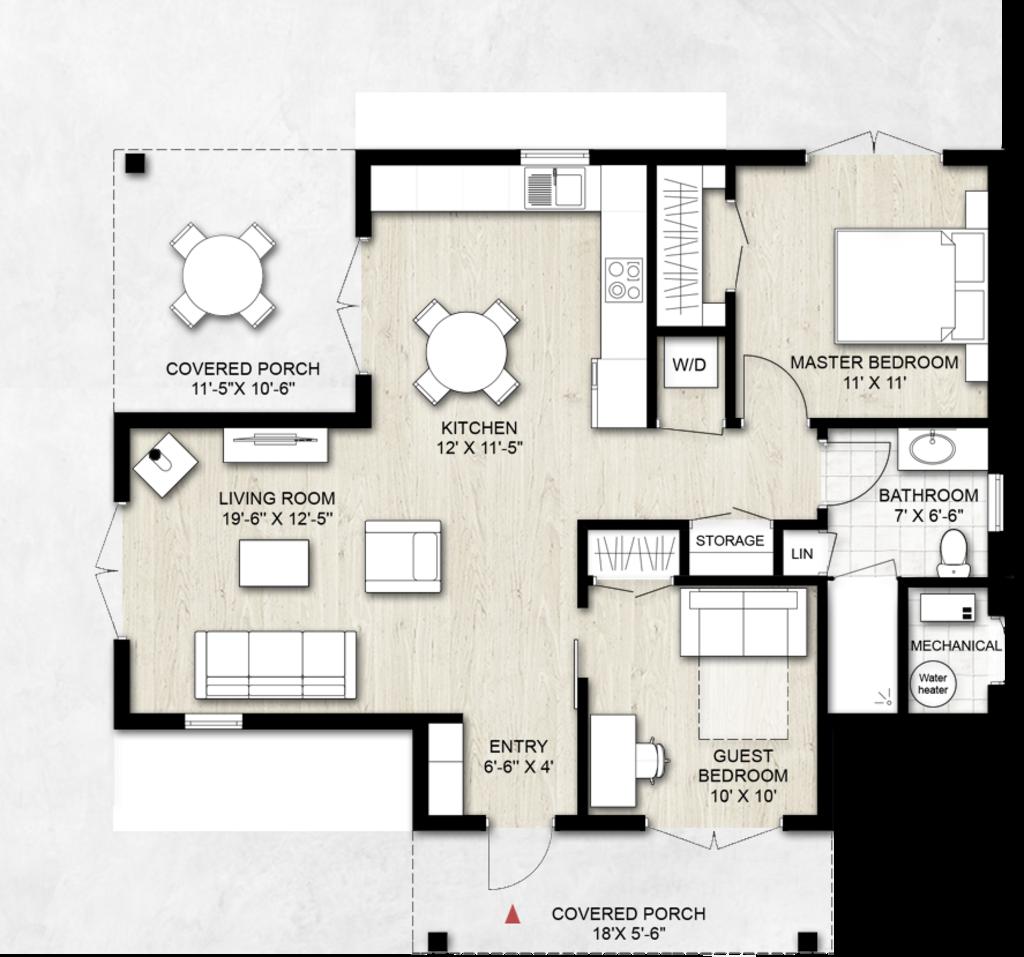 COVERED PORCH
11'-5"X 10'-6"
KITCHEN
12' X 11'-5"
W/D
MASTER BEDROOM
11' X 11'
LIVING ROOM
19'-6" X 12'-5"
BATHROOM
7' X 6'-6"
STORAGE
LIN
MECHANICAL
Water
heater
ENTRY
6'-6" X 4'
GUEST
BEDROOM
10' X 10'
COVERED PORCH
18'X 5'-6"